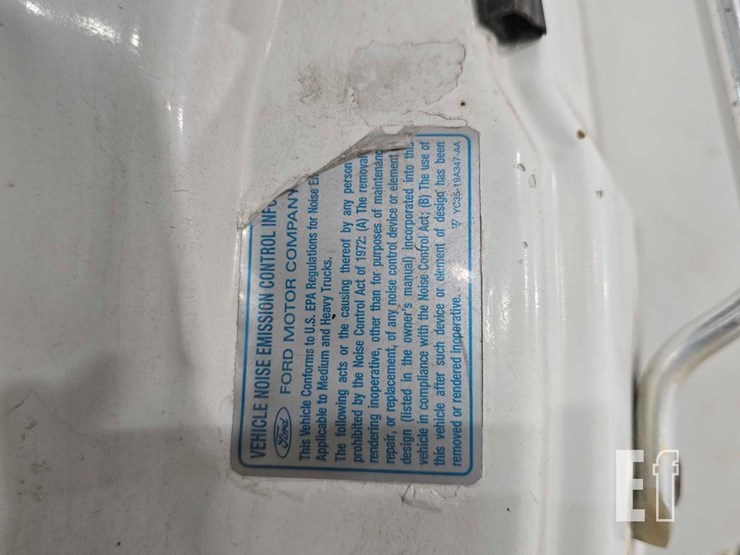 VEHICLE NOISE EMISSION CONTROL
Ford
FORD MOTOR COMPANY
This Vehicle Conforms to U.S. EPA Regulations for Noise
Applicable to Medium and Heavy Trucks.
The following acts or the causing thereof by any person
prohibited by the Noise Control Act of 1972: (A) The removal
rendering inoperative, other than for purposes of maintenance
repair, or replacement, of any noise control device or element
design (listed in the owner's manual) incorporated into this
vehicle in compliance with the Noise Control Act; (B) The use of
this vehicle after such device or element of design has been
removed or rendered inoperative.
YC35-19A347-AA
Ef